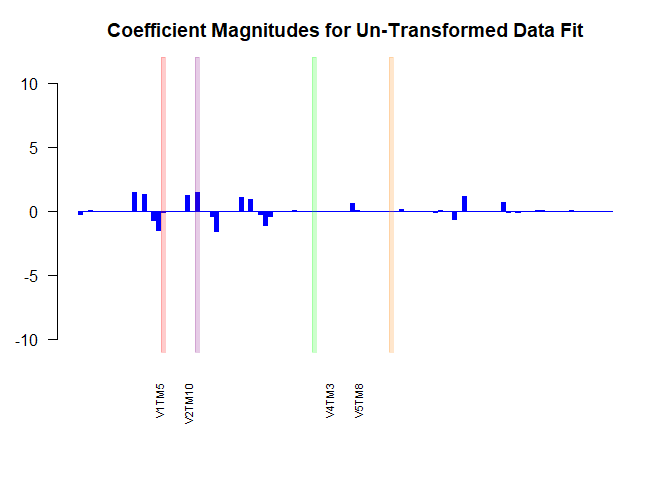 Coefficient Magnitudes for Un-Transformed Data Fit
10
5
0
-5
-10
V1TM5
V2TM10
V4TM3
V5TM8